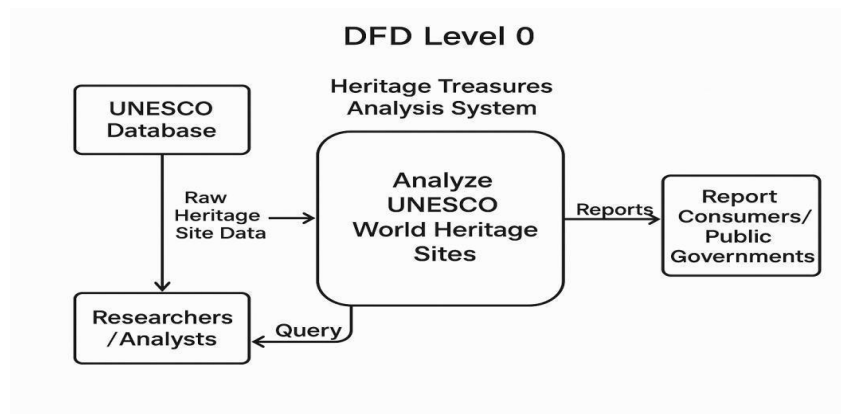 DFD Level 0
Heritage Treasures
Analysis System
UNESCO
Database
Raw
Heritage
Site Data
Analyze
UNESCO
World Heritage
Sites
Reports
Report
Consumers/
Public
Governments
Researchers
/Analysts
Query